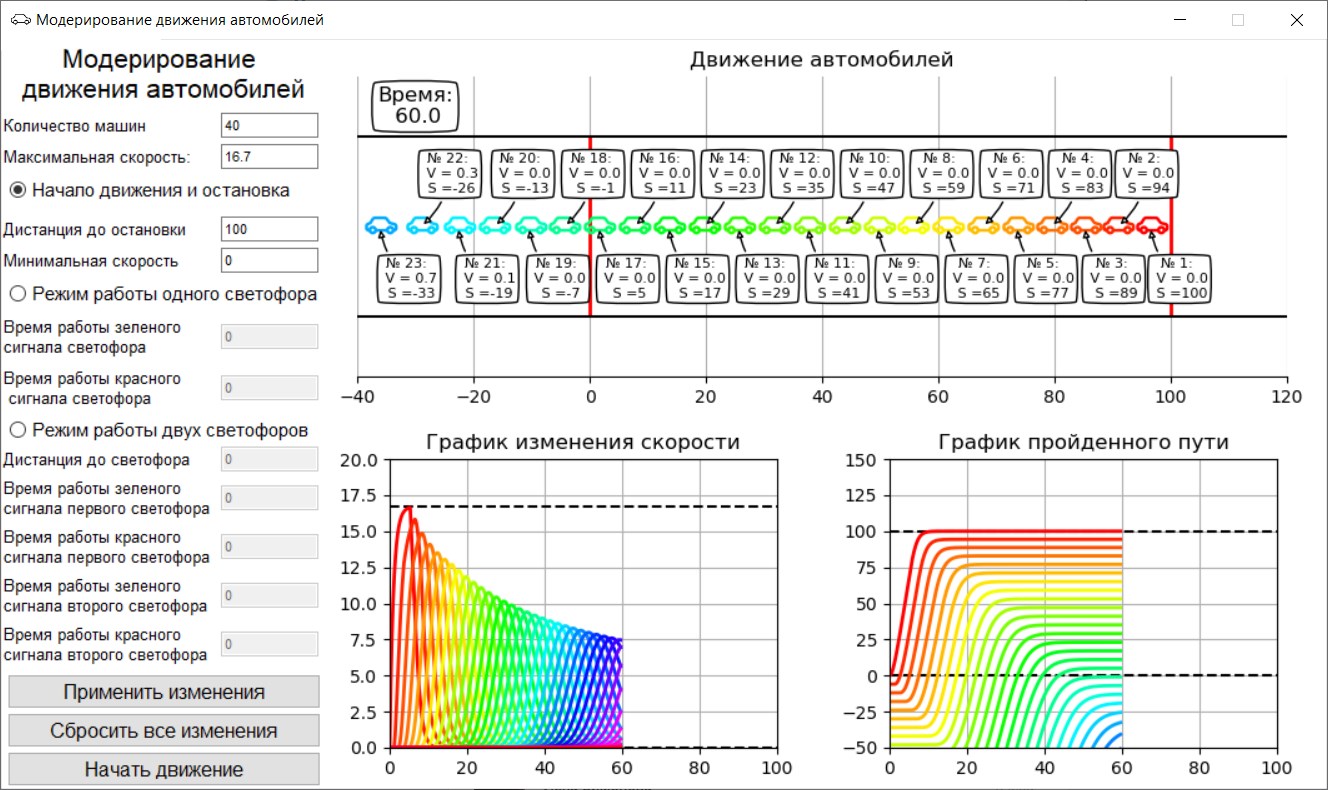 Модерирование движения автомобилей
Модерирование
движения автомобилей
Количество машин
40
Максимальная скорость:
16.7
Начало движения и остановка
Дистанция до остановки
100
Минимальная скорость
0
Режим работы одного светофора
Время работы зеленого
сигнала светофора
0
Время работы красного
сигнала светофора
0
Режим работы двух светофоров
Дистанция до светофора
0
Время работы зеленого
сигнала первого светофора
0
Время работы красного
сигнала первого светофора
0
Время работы зеленого
сигнала второго светофора
0
Время работы красного
сигнала второго светофора
0
Применить изменения
Сбросить все изменения
Начать движение
Движение автомобилей
Время:
60.0
№ 22:
V = 0.3
S =-26
№ 20:
V = 0.0
S =-13
№ 18:
V = 0.0
S =-1
№ 16:
V = 0.0
S =11
№ 14:
V = 0.0
S =23
№ 12:
V = 0.0
S =35
№ 10:
V = 0.0
S =47
№ 8:
V = 0.0
S =59
№ 6:
V = 0.0
S =71
№ 4:
V = 0.0
S =83
№ 2:
V = 0.0
S =94
№ 23:
V = 0.7
S =-33
№ 21:
V = 0.1
S =-19
№ 19:
V = 0.0
S =-7
№ 17:
V = 0.0
S =5
№ 15:
V = 0.0
S =17
№ 13:
V = 0.0
S =29
№ 11:
V = 0.0
S =41
№ 9:
V = 0.0
S =53
№ 7:
V = 0.0
S =65
№ 5:
V = 0.0
S =77
№ 3:
V = 0.0
S =89
№ 1:
V = 0.0
S =100
−40 −20 0 20 40 60 80 100 120
График изменения скорости
20.0
17.5
15.0
12.5
10.0
7.5
5.0
2.5
0.0
0 20 40 60 80 100
График пройденного пути
150
125
100
75
50
25
0
−25
−50
0 20 40 60 80 100